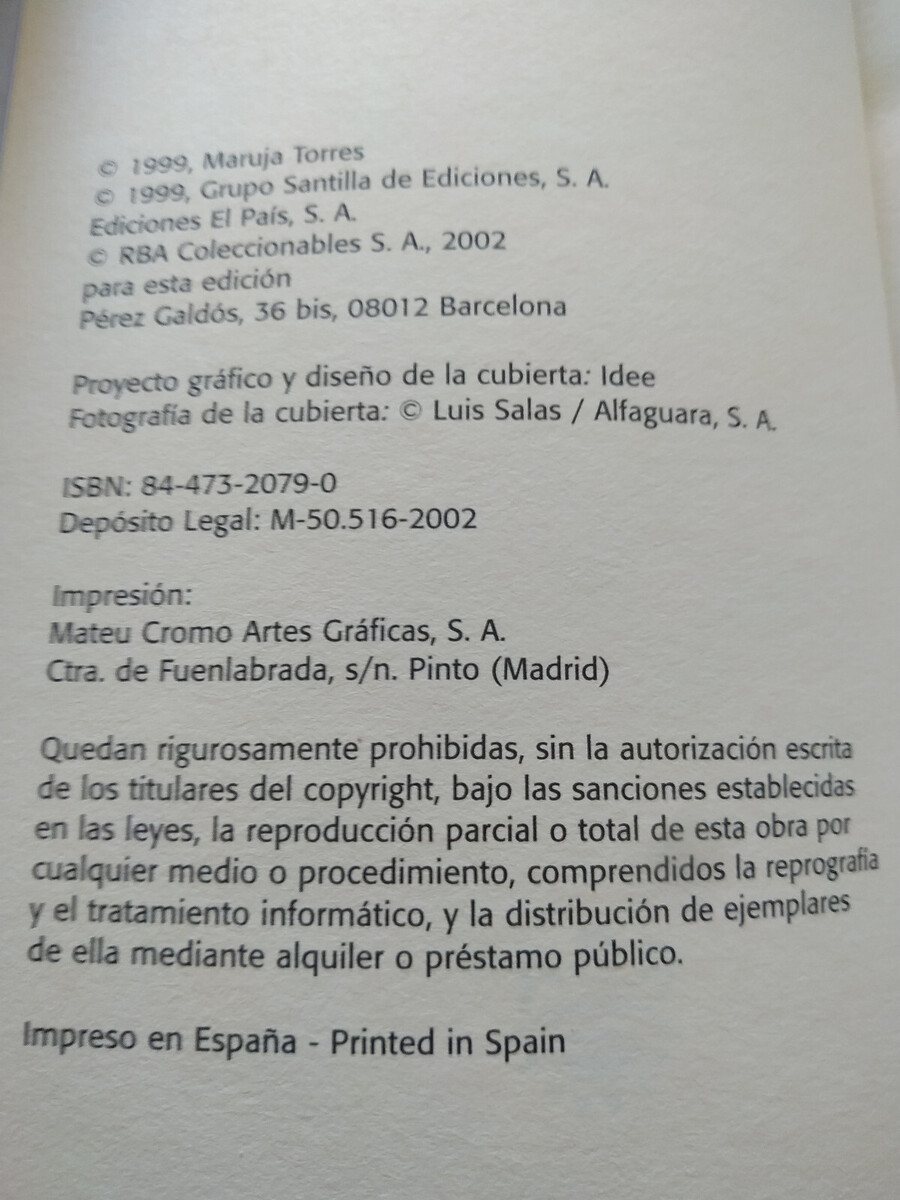 © 1999, Maruja Torres
© 1999, Grupo Santilla de Ediciones, S. A.
Ediciones El País, S. A.
© RBA Coleccionables S. A., 2002
para esta edición
Pérez Galdós, 36 bis, 08012 Barcelona
Proyecto gráfico y diseño de la cubierta: Idee
Fotografía de la cubierta: © Luis Salas / Alfaguara, S. A.
ISBN: 84-473-2079-0
Depósito Legal: M-50.516-2002
Impresión:
Mateu Cromo Artes Gráficas, S. A.
Ctra. de Fuenlabrada, s/n. Pinto (Madrid)
Quedan rigurosamente prohibidas, sin la autorización escrita
de los titulares del copyright, bajo las sanciones establecidas
en las leyes, la reproducción parcial o total de esta obra por
cualquier medio o procedimiento, comprendidos la reprografía
y el tratamiento informático, y la distribución de ejemplares
de ella mediante alquiler o préstamo público.
Impreso en España - Printed in Spain